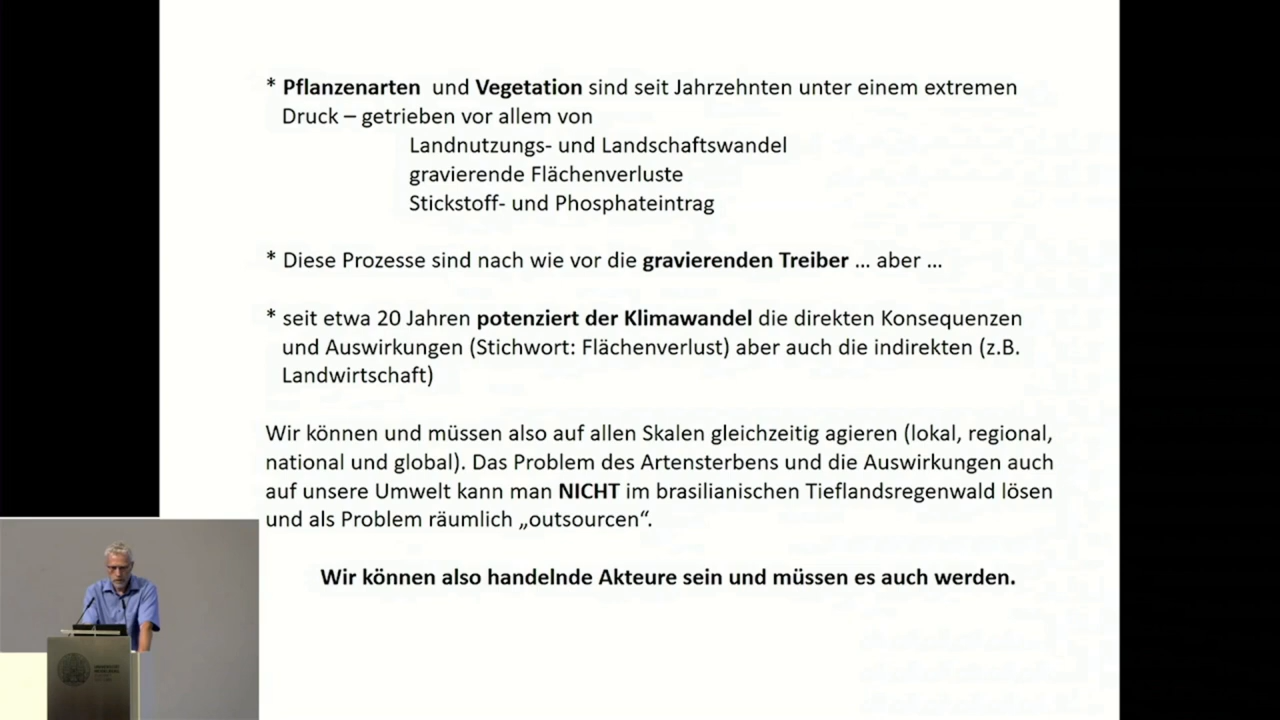 * Pflanzenarten und Vegetation sind seit Jahrzehnten unter einem extremen
Druck – getrieben vor allem von
Landnutzungs- und Landschaftswandel
gravierende Flächenverluste
Stickstoff- und Phosphateintrag
* Diese Prozesse sind nach wie vor die gravierenden Treiber ... aber ...
* seit etwa 20 Jahren potenziert der Klimawandel die direkten Konsequenzen
und Auswirkungen (Stichwort: Flächenverlust) aber auch die indirekten (z.B.
Landwirtschaft)
Wir können und müssen also auf allen Skalen gleichzeitig agieren (lokal, regional,
national und global). Das Problem des Artensterbens und die Auswirkungen auch
auf unsere Umwelt kann man NICHT im brasilianischen Tieflandsregenwald lösen
und als Problem räumlich „outsourcen“.
Wir können also handelnde Akteure sein und müssen es auch werden.